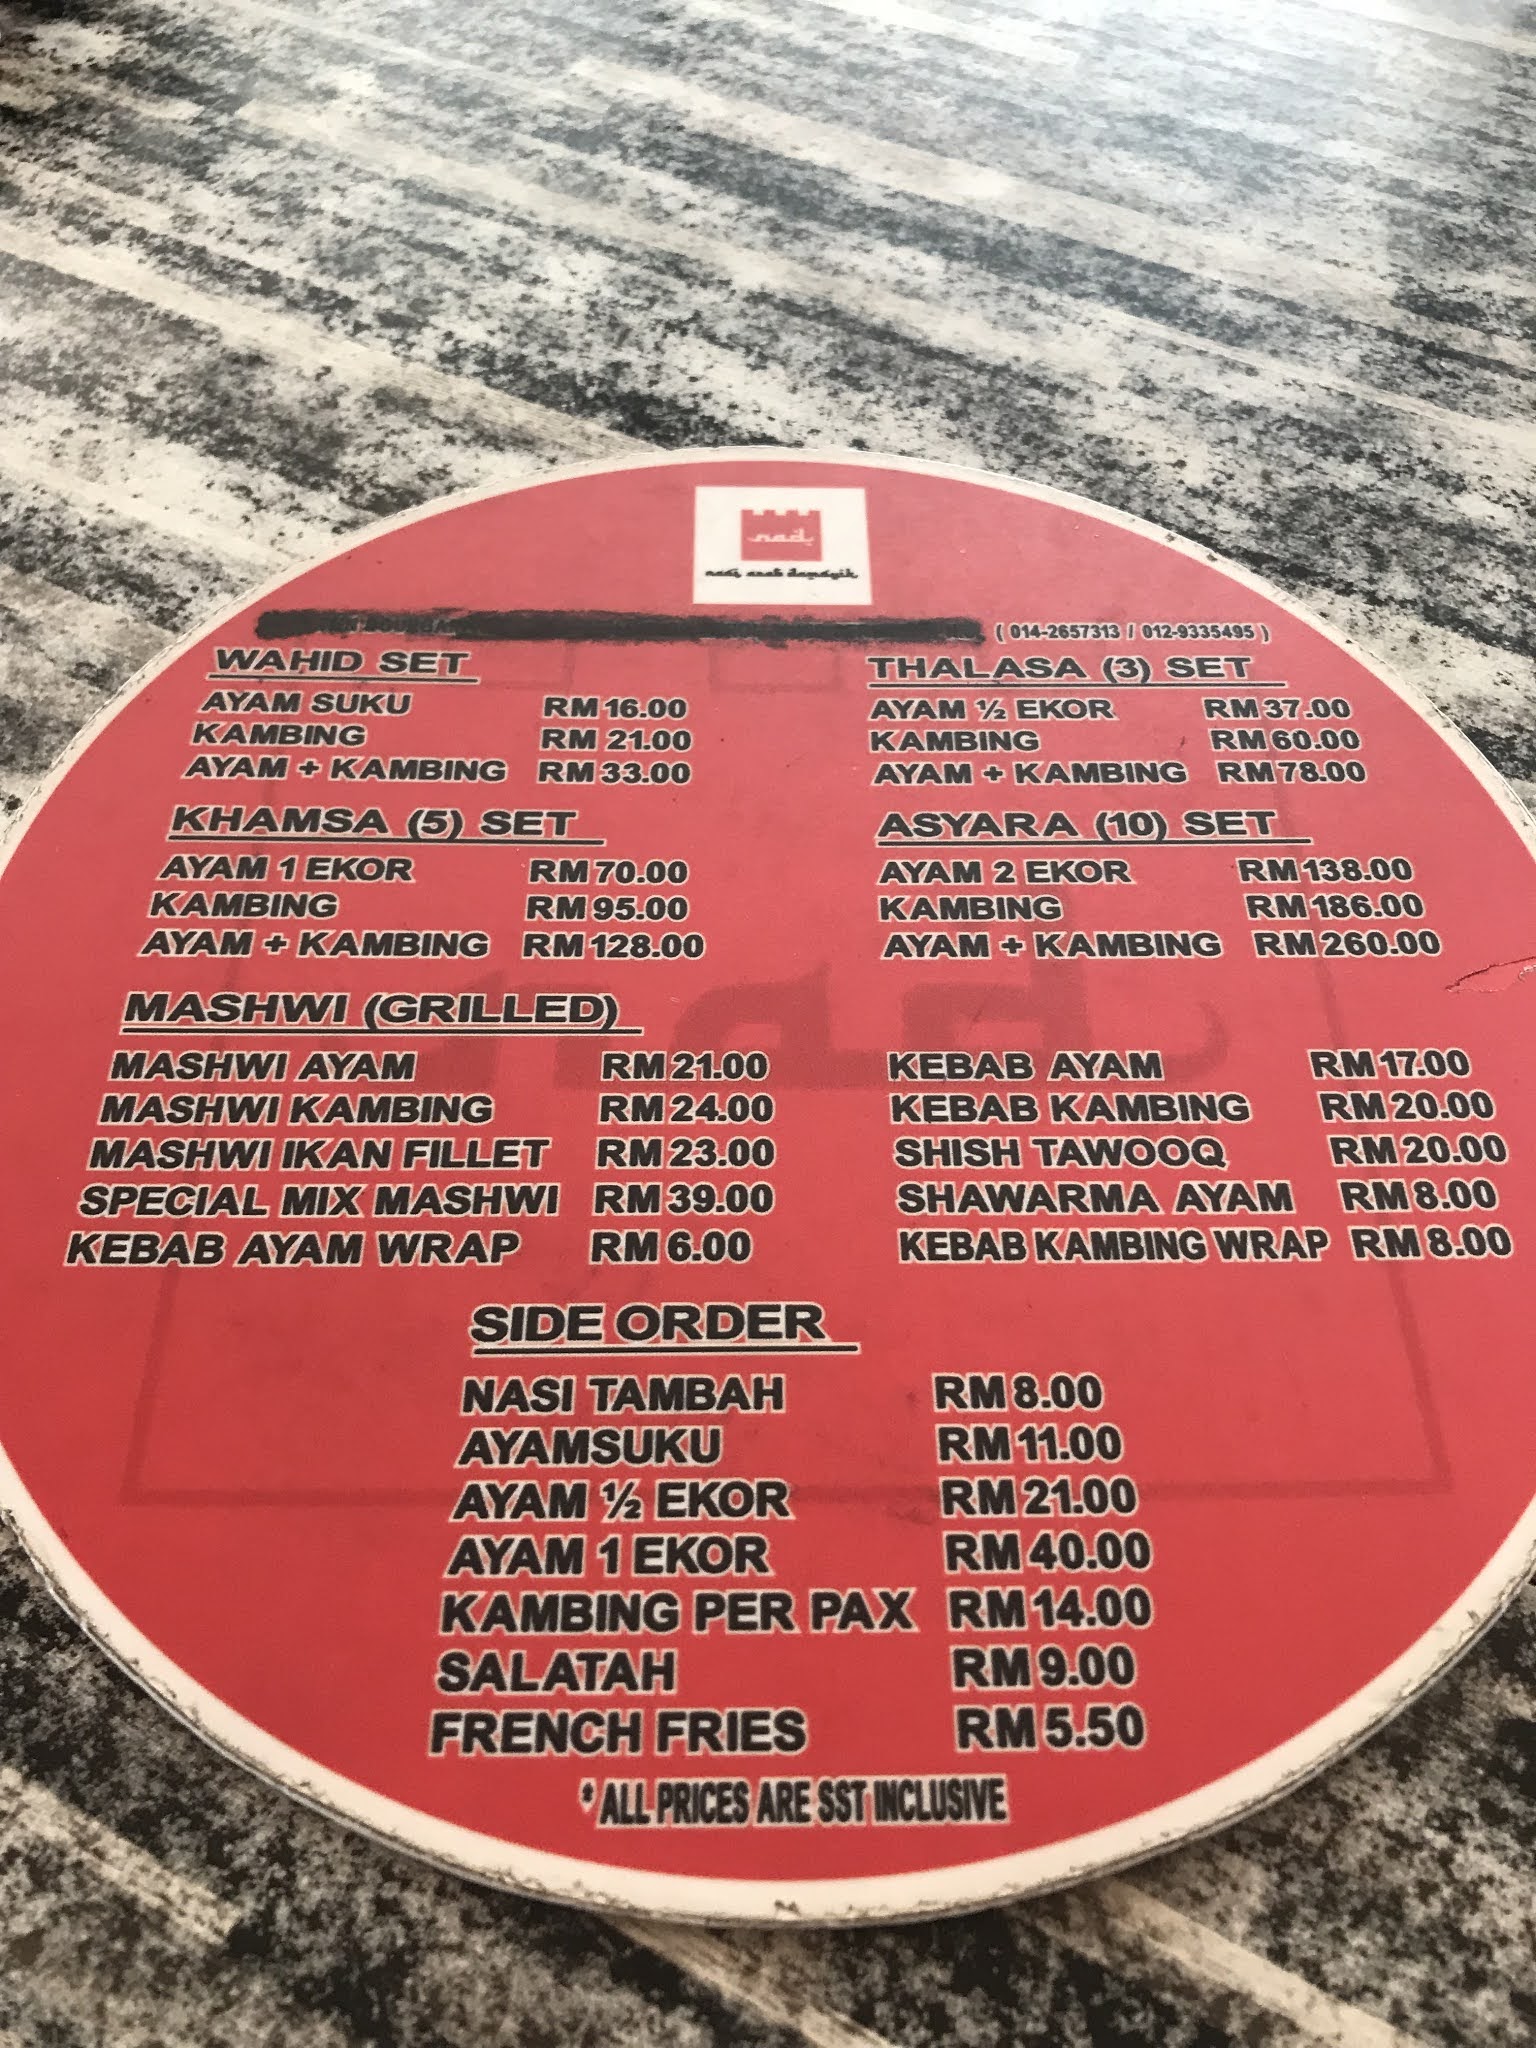 nad
nasi arab damasyik
( 014-2657313 / 012-9335495 )
WAHID SET
AYAM SUKU RM 16.00
KAMBING RM 21.00
AYAM + KAMBING RM 33.00
THALASA (3) SET
AYAM ½ EKOR RM 37.00
KAMBING RM 60.00
AYAM + KAMBING RM 78.00
KHAMSA (5) SET
AYAM 1 EKOR RM 70.00
KAMBING RM 95.00
AYAM + KAMBING RM 128.00
ASYARA (10) SET
AYAM 2 EKOR RM 138.00
KAMBING RM 186.00
AYAM + KAMBING RM 260.00
MASHWI (GRILLED)
MASHWI AYAM RM 21.00
MASHWI KAMBING RM 24.00
MASHWI IKAN FILLET RM 23.00
SPECIAL MIX MASHWI RM 39.00
KEBAB AYAM WRAP RM 6.00
KEBAB AYAM RM 17.00
KEBAB KAMBING RM 20.00
SHISH TAWOOQ RM 20.00
SHAWARMA AYAM RM 8.00
KEBAB KAMBING WRAP RM 8.00
SIDE ORDER
NASI TAMBAH RM 8.00
AYAMSUKU RM 11.00
AYAM ½ EKOR RM 21.00
AYAM 1 EKOR RM 40.00
KAMBING PER PAX RM 14.00
SALATAH RM 9.00
FRENCH FRIES RM 5.50
* ALL PRICES ARE SST INCLUSIVE